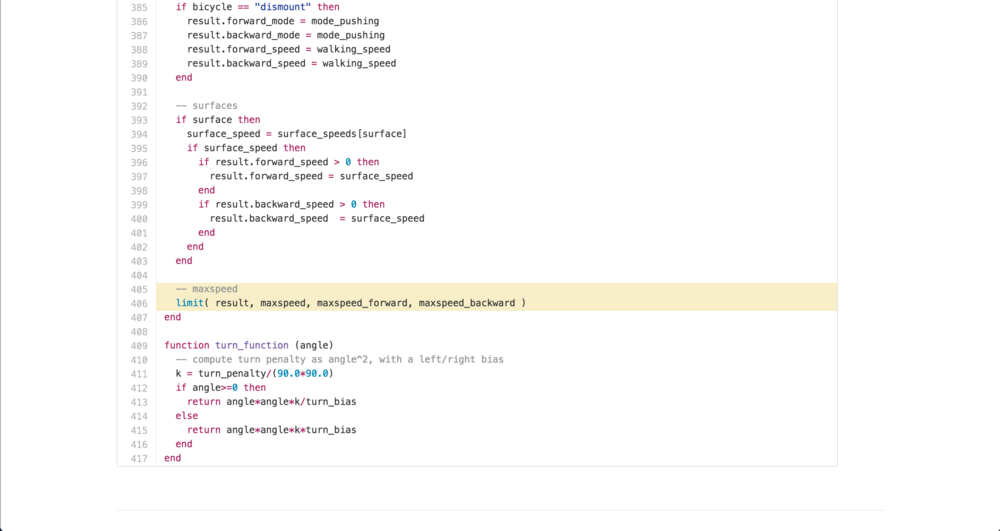 385 if bicycle == "dismount" then
386 result.forward_mode = mode_pushing
387 result.backward_mode = mode_pushing
388 result.forward_speed = walking_speed
389 result.backward_speed = walking_speed
390 end
391
392 -- surfaces
393 if surface then
394 surface_speed = surface_speeds[surface]
395 if surface_speed then
396 if result.forward_speed > 0 then
397 result.forward_speed = surface_speed
398 end
399 if result.backward_speed > 0 then
400 result.backward_speed  = surface_speed
401 end
402 end
403 end
404
405 -- maxspeed
406 limit( result, maxspeed, maxspeed_forward, maxspeed_backward )
407 end
408
409 function turn_function (angle)
410 -- compute turn penalty as angle^2, with a left/right bias
411 k = turn_penalty/(90.0*90.0)
412 if angle>=0 then
413 return angle*angle*k/turn_bias
414 else
415 return angle*angle*k*turn_bias
416 end
417 end